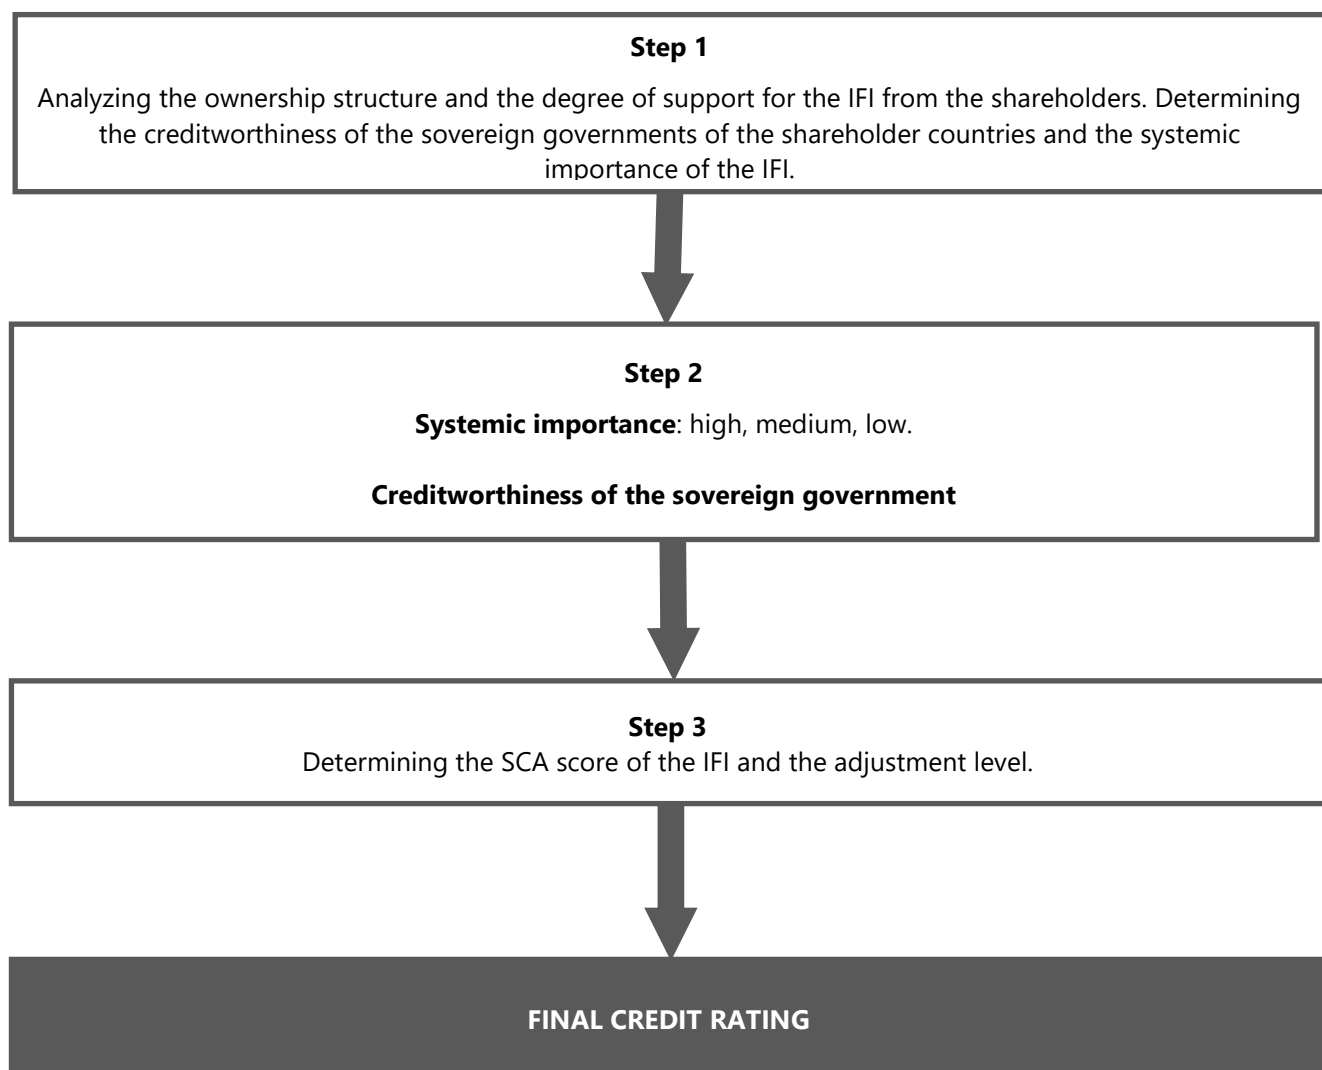 Step 1
Analyzing the ownership structure and the degree of support for the IFI from the shareholders. Determining
the creditworthiness of the sovereign governments of the shareholder countries and the systemic
importance of the IFI.
Step 2
Systemic importance: high, medium, low.
Creditworthiness of the sovereign government
Step 3
Determining the SCA score of the IFI and the adjustment level.
FINAL CREDIT RATING